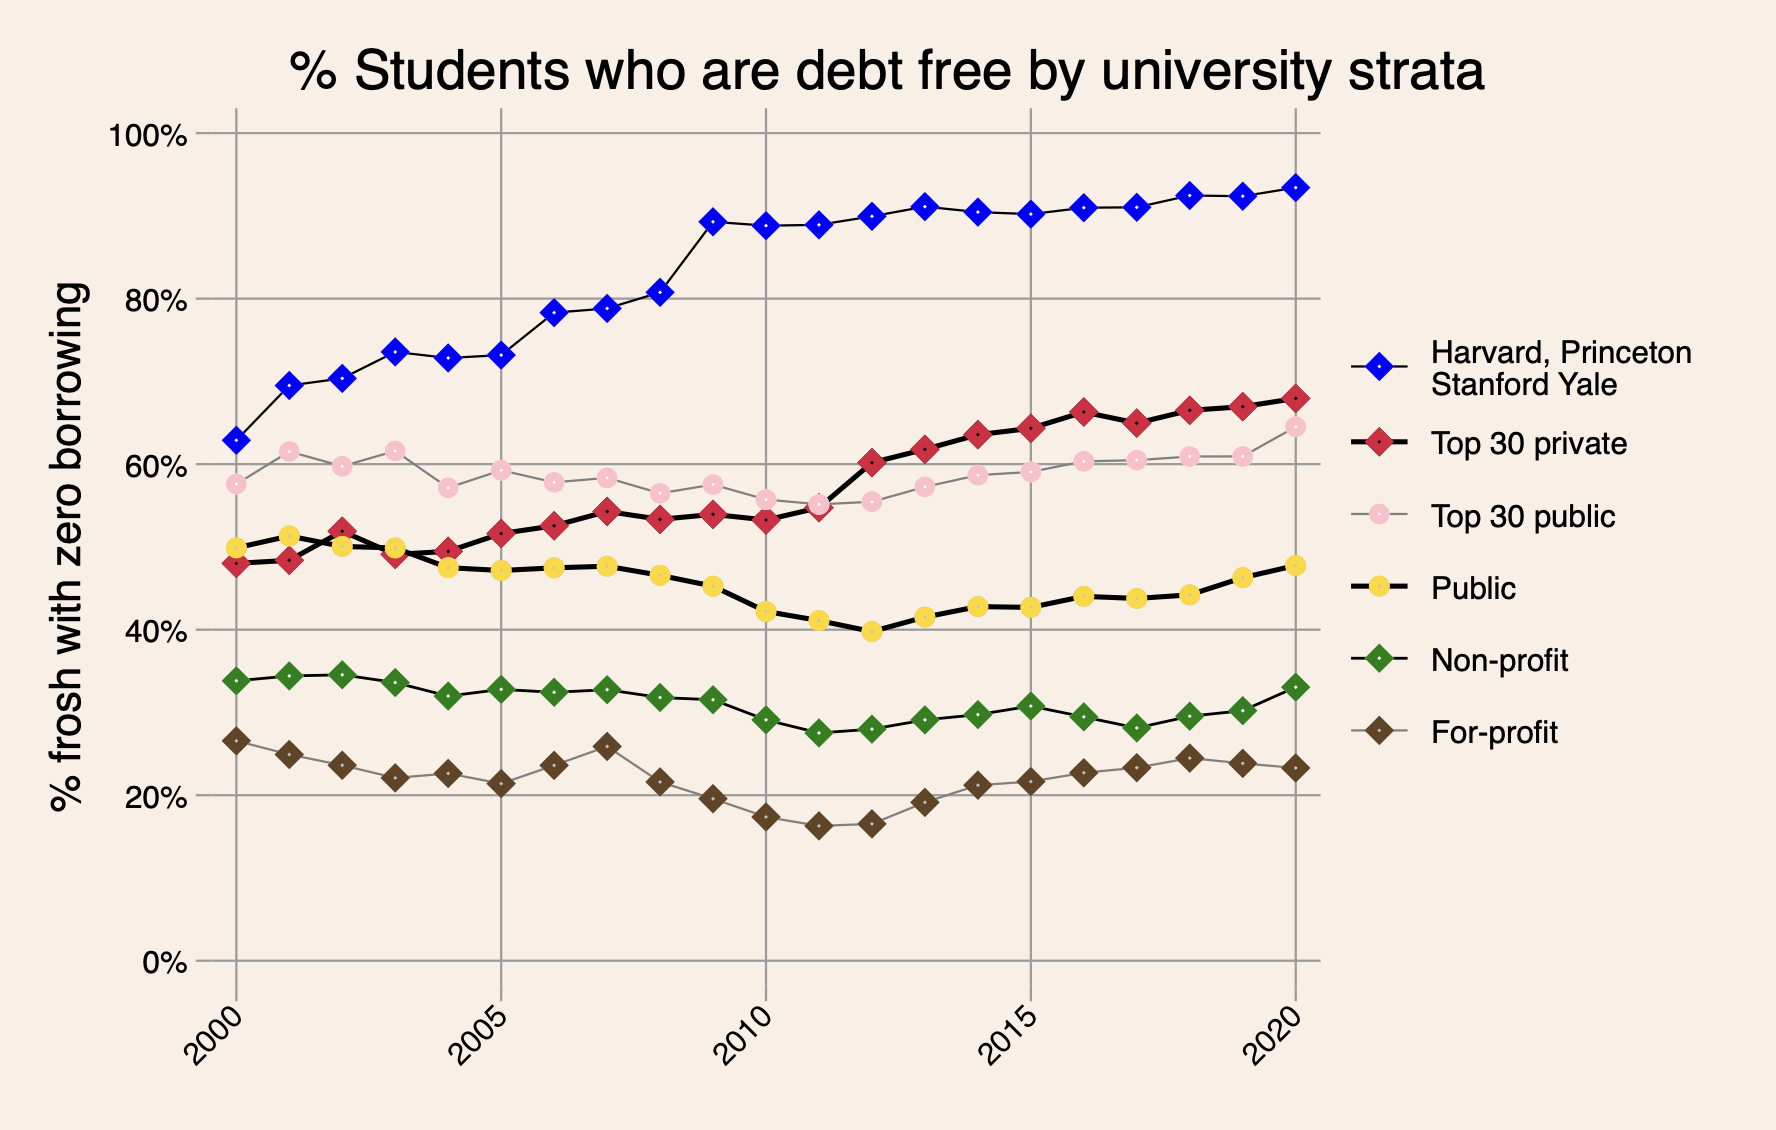 % Students who are debt free by university strata
% frosh with zero borrowing
100%
80%
60%
40%
20%
0%
2000
2005
2010
2015
2020
Harvard, Princeton
Stanford Yale
Top 30 private
Top 30 public
Public
Non-profit
For-profit